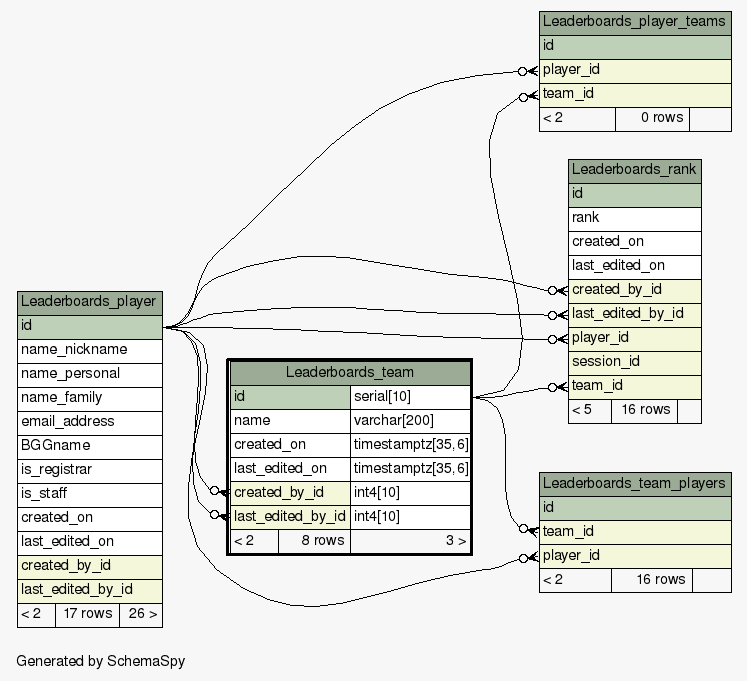 Leaderboards_player_teams
id
player_id
team_id
< 2 0 rows
Leaderboards_rank
id
rank
created_on
last_edited_on
created_by_id
last_edited_by_id
player_id
session_id
team_id
< 5 16 rows
Leaderboards_player
id
name_nickname
name_personal
name_family
email_address
BGGname
is_registrar
is_staff
created_on
last_edited_on
created_by_id
last_edited_by_id
< 2 17 rows 26 >
Leaderboards_team
id serial[10]
name varchar[200]
created_on timestamptz[35,6]
last_edited_on timestamptz[35,6]
created_by_id int4[10]
last_edited_by_id int4[10]
< 2 8 rows 3 >
Leaderboards_team_players
id
team_id
player_id
< 2 16 rows
Generated by SchemaSpy